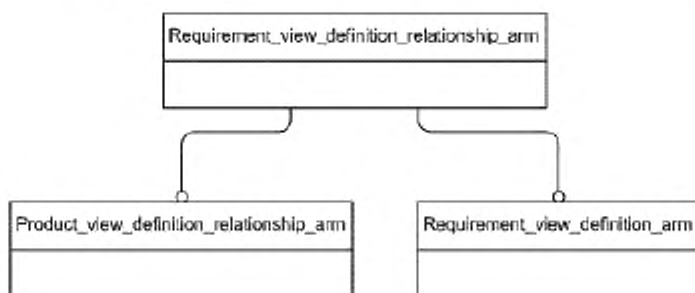 Requirement_view_definition_relationship_arm
Product_view_definition_relationship_arm
Requirement_view_definition_arm